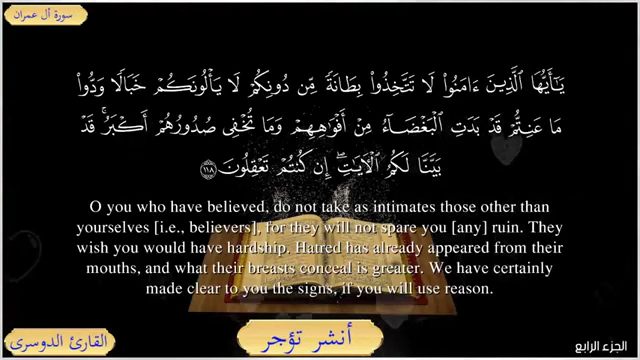 سورة آل عمران
يَـٰٓأَيُّهَا ٱلَّذِينَ ءَامَنُوا۟ لَا تَتَّخِذُوا۟ بِطَانَةً مِّن دُونِكُمْ لَا يَأْلُونَكُمْ خَبَالًا وَدُّوا۟
مَا عَنِتُّمْ قَدْ بَدَتِ ٱلْبَغْضَآءُ مِنْ أَفْوَٰهِهِمْ وَمَا تُخْفِى صُدُورُهُمْ أَكْبَرُ ۚ قَدْ
بَيَّنَّا لَكُمُ ٱلْـَٔايَـٰتِ ۖ إِن كُنتُمْ تَعْقِلُونَ ١١٨
O you who have believed, do not take as intimates those other than
yourselves [i.e., believers], for they will not spare you [any] ruin. They
wish you would have hardship. Hatred has already appeared from their
mouths, and what their breasts conceal is greater. We have certainly
made clear to you the signs, if you will use reason.
القارئ الدوسرى
أنشر تؤجر
الجزء الرابع